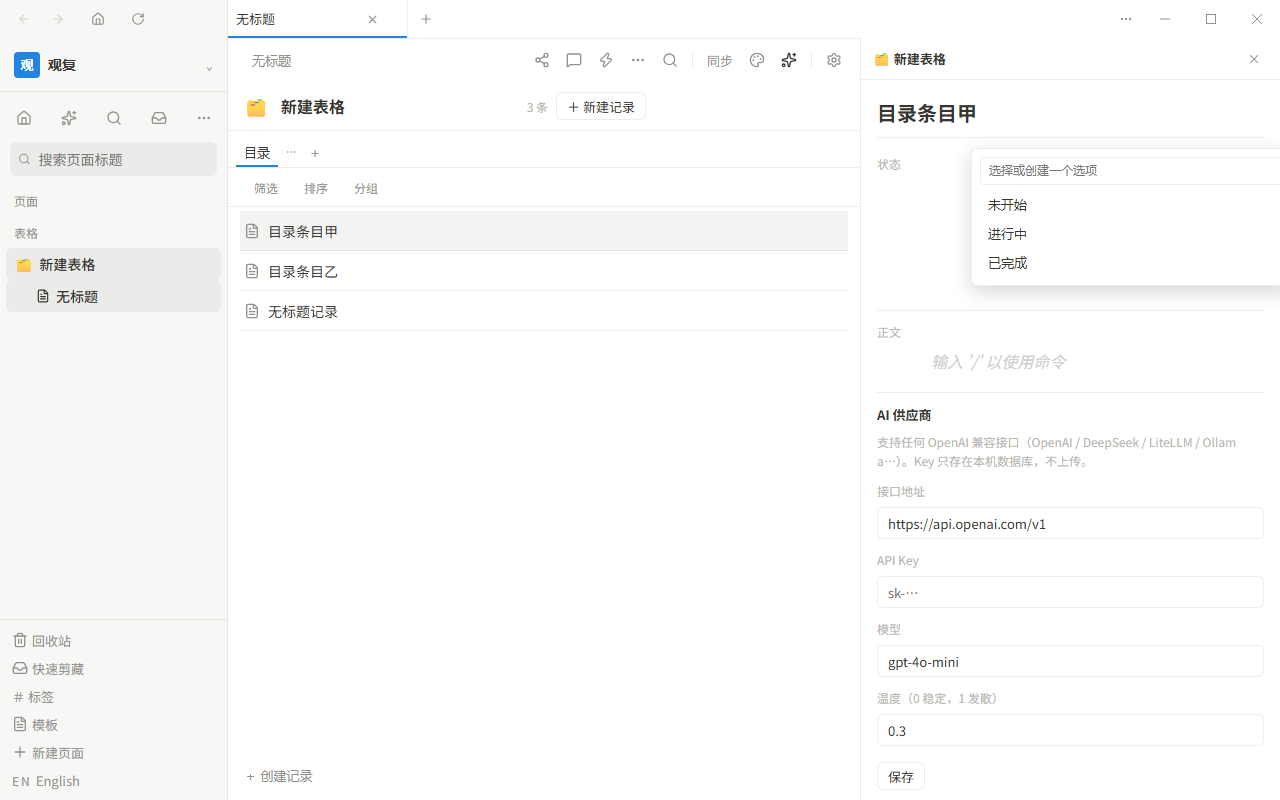 无标题
观 观复
搜索页面标题
页面
表格
新建表格
无标题
回收站
快速剪藏
# 标签
模板
新建页面
EN English
无标题
同步
新建表格
3 条
+ 新建记录
目录 ··· +
筛选 排序 分组
目录条目甲
目录条目乙
无标题记录
+ 创建记录
新建表格
目录条目甲
状态
选择或创建一个选项
未开始
进行中
已完成
正文
输入 '/' 以使用命令
AI 供应商
支持任何 OpenAI 兼容接口（OpenAI / DeepSeek / LiteLLM / Ollam
a…）。Key 只存在本机数据库，不上传。
接口地址
https://api.openai.com/v1
API Key
sk-…
模型
gpt-4o-mini
温度（0 稳定，1 发散）
0.3
保存